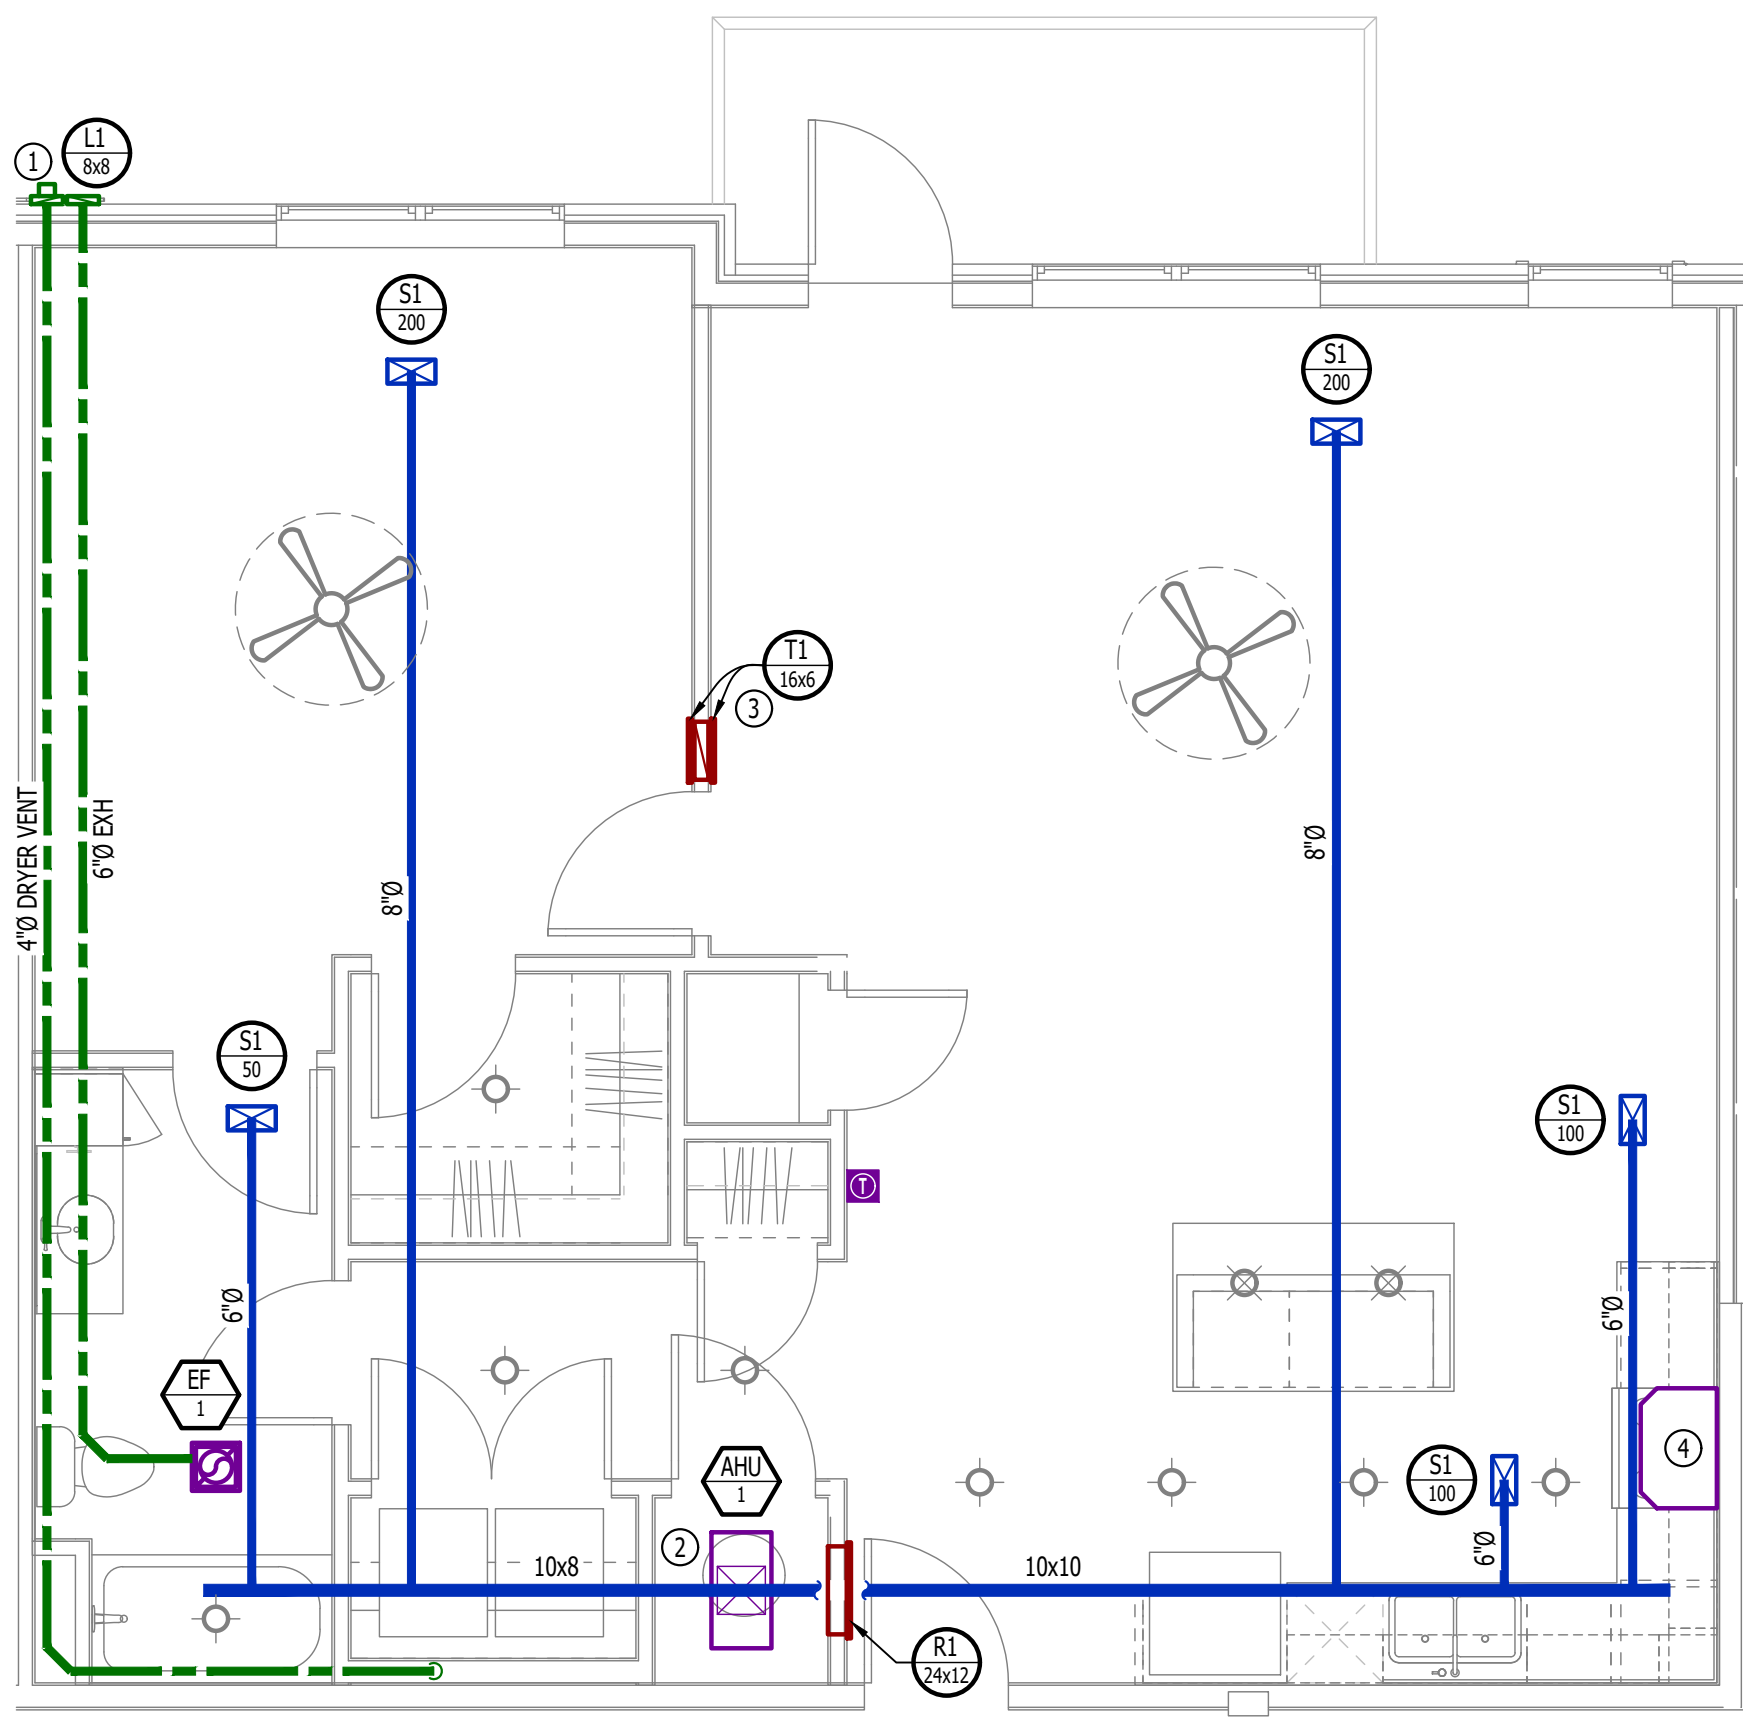 1
L1
8x8
S1
200
S1
200
T1
16x6
3
4"Ø DRYER VENT
6"Ø EXH
8"Ø
8"Ø
S1
50
S1
100
T
6"Ø
6"Ø
EF
1
AHU
1
S1
100
4
2
6"Ø
10x8
10x10
R1
24x12